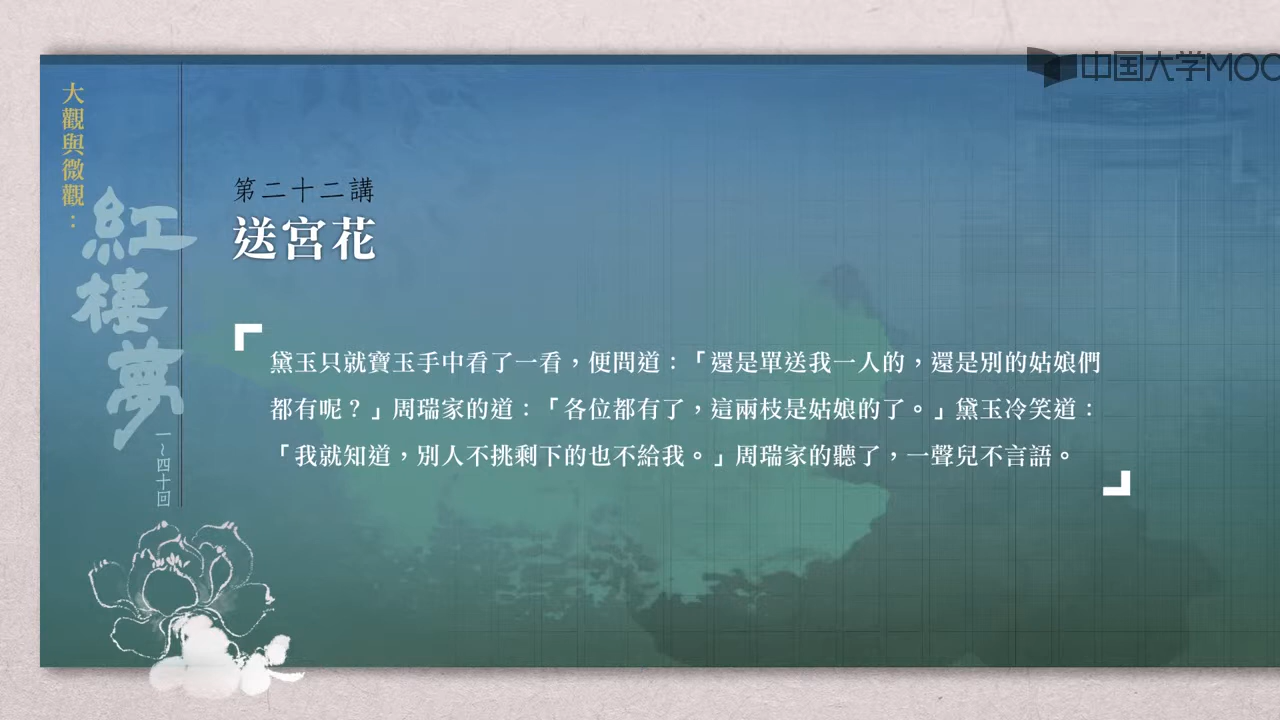 中国大学MOO
大觀與微觀：
紅樓夢
一～四十回
第二十二講
送宮花
黛玉只就寶玉手中看了一看，便問道：「還是單送我一人的，還是別的姑娘們
都有呢？」周瑞家的道：「各位都有了，這兩枝是姑娘的了。」黛玉冷笑道：
「我就知道，別人不挑剩下的也不給我。」周瑞家的聽了，一聲兒不言語。